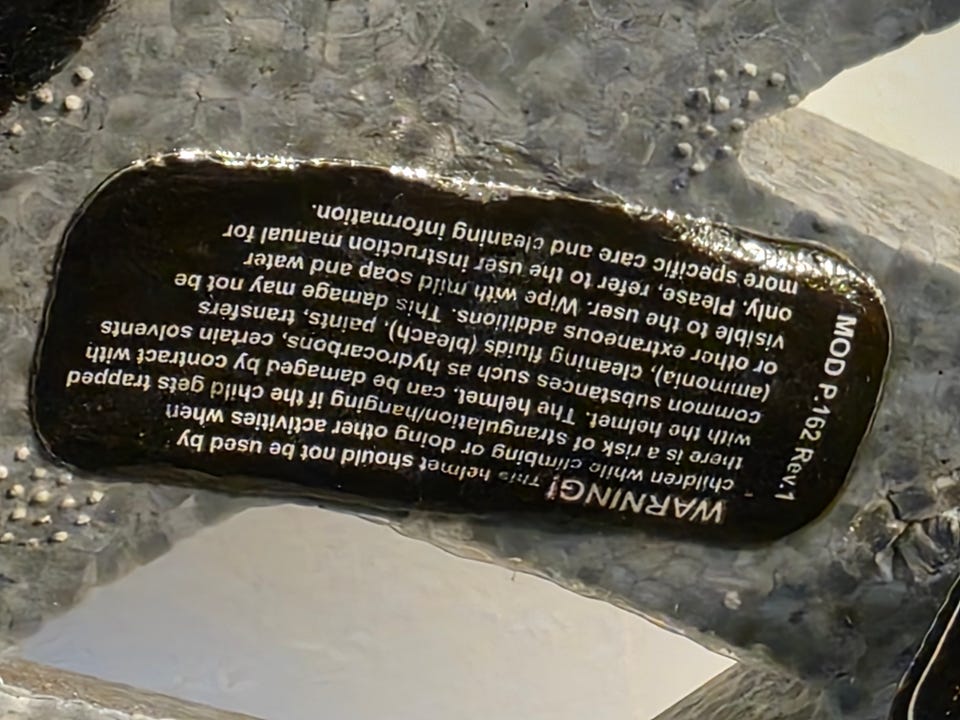 WARNING! This helmet should not be used by
children while climbing or doing other activities when
there is a risk of strangulation/hanging if the child gets trapped
with the helmet. The helmet, can be damaged by contract with
common substances such as hydrocarbons, certain solvents
(ammonia), cleaning fluids (bleach), paints, transfers
or other extraneous additions. This damage may not be
visible to the user. Wipe with mild soap and water
only. Please, refer to the user instruction manual for
more specific care and cleaning information.
MOD P.162 Rev.1